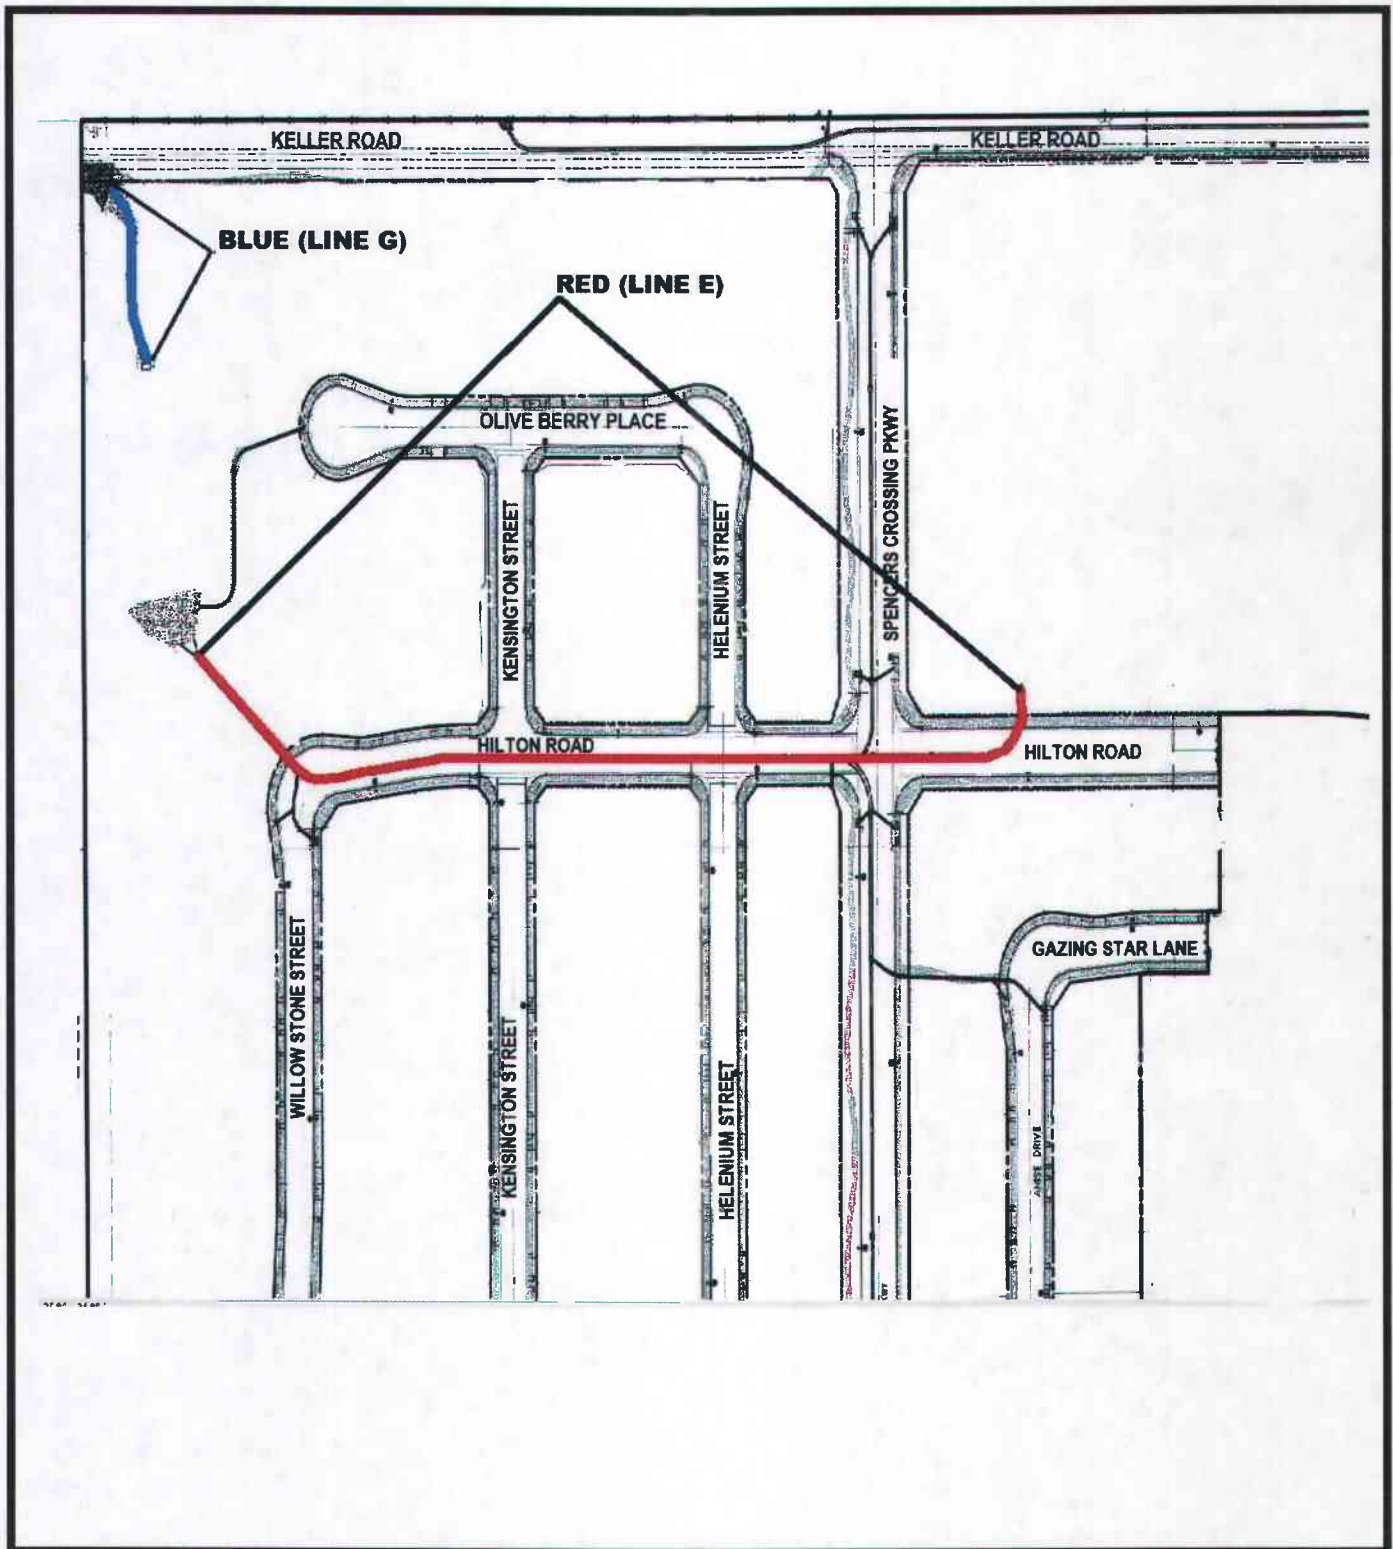 KELLER ROAD
KELLER ROAD
BLUE (LINE G)
RED (LINE E)
OLIVE BERRY PLACE
KENSINGTON STREET
HELENIUM STREET
SPENCERS CROSSING PKWY
HILTON ROAD
HILTON ROAD
GAZING STAR LANE
WILLOW STONE STREET
KENSINGTON STREET
HELENIUM STREET
DRIVE